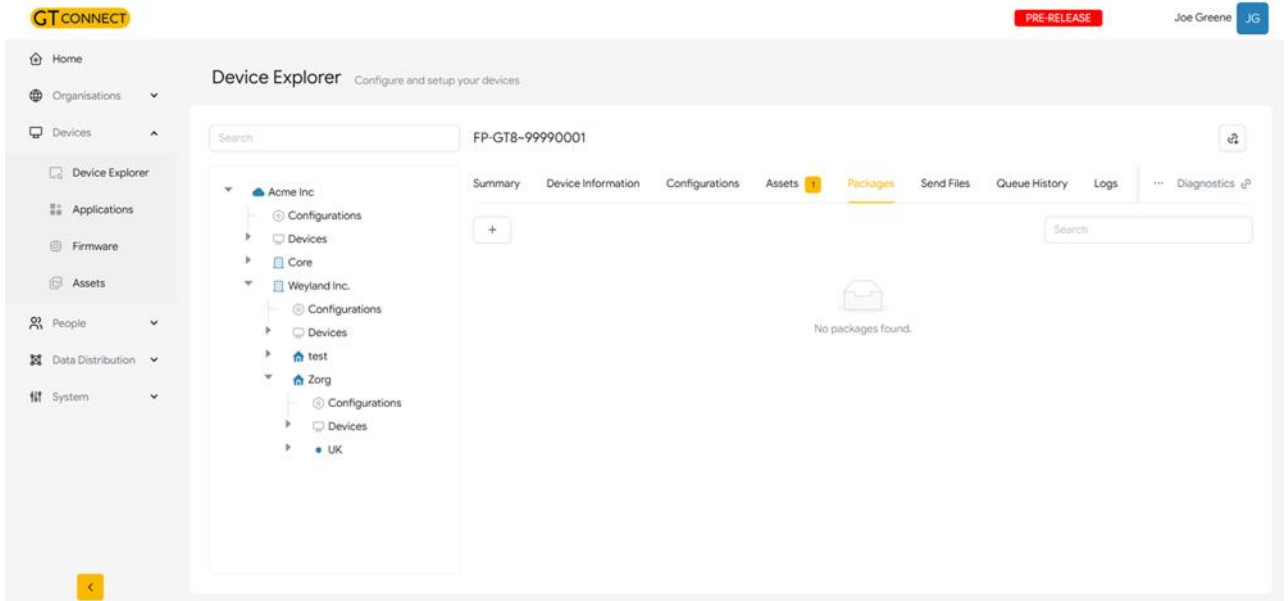 GT CONNECT
PRE-RELEASE
Joe Greene
JG
Home
Organisations
Devices
Device Explorer
Applications
Firmware
Assets
People
Data Distribution
System
Device Explorer Configure and setup your devices
Search
Acme Inc
Configurations
Devices
Core
Weyland Inc.
Configurations
Devices
test
Zorg
Configurations
Devices
UK
FP-GT8~99990001
Summary Device Information Configurations Assets 1 Packages Send Files Queue History Logs ... Diagnostics
+
Search
No packages found.